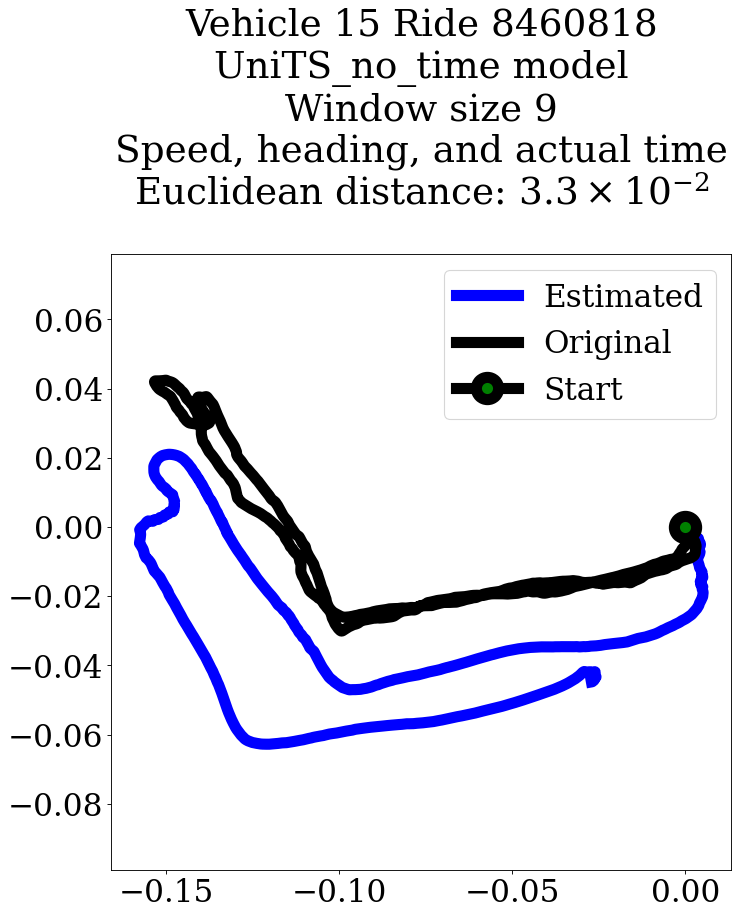 Vehicle 15 Ride 8460818
UniTS_no_time model
Window size 9
Speed, heading, and actual time
Euclidean distance: 3.3 × 10⁻²
Estimated
Original
Start
0.06
0.04
0.02
0.00
−0.02
−0.04
−0.06
−0.08
−0.15
−0.10
−0.05
0.00